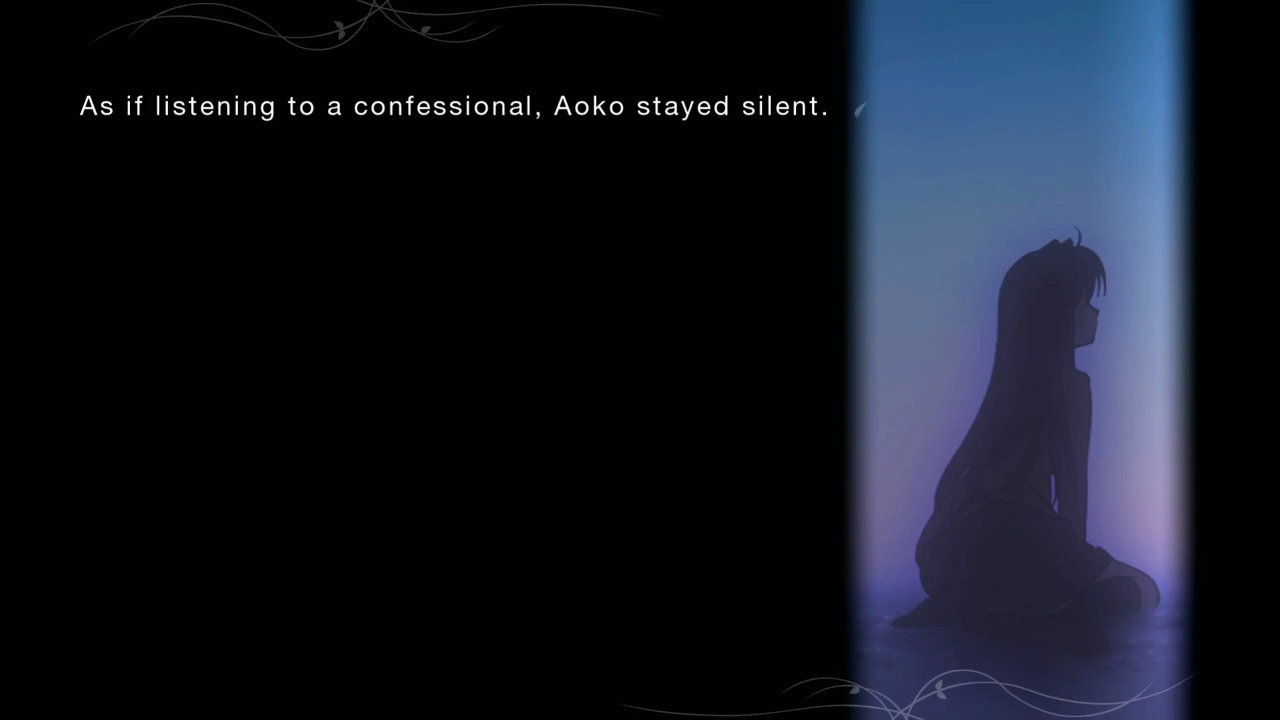 As if listening to a confessional, Aoko stayed silent.